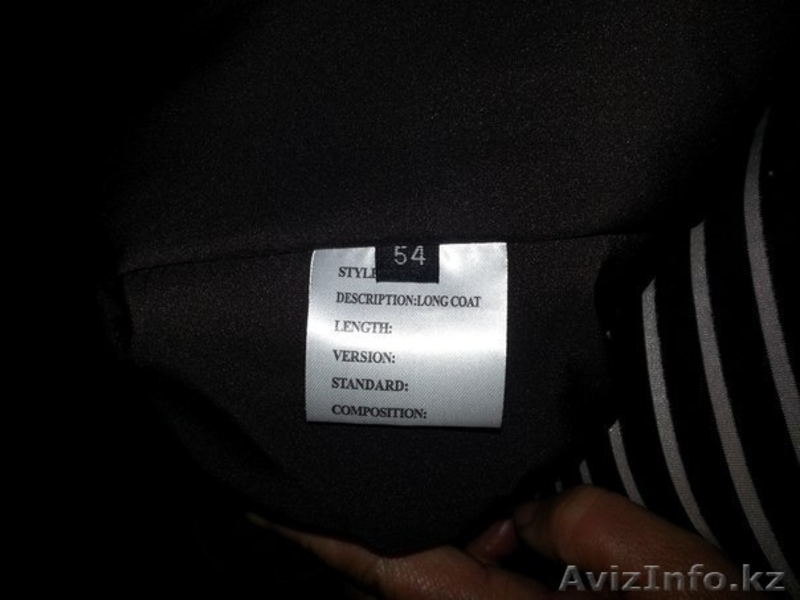 54
STYLE
DESCRIPTION:LONG COAT
LENGTH:
VERSION:
STANDARD:
COMPOSITION:
AvizInfo.kz